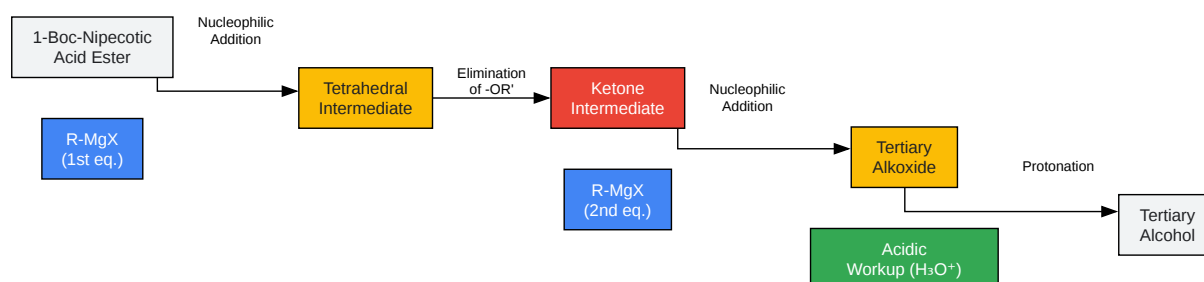 1-Boc-Nipecotic
Acid Ester
Nucleophilic
Addition
R-MgX
(1st eq.)
Tetrahedral
Intermediate
Elimination
of -OR'
Ketone
Intermediate
R-MgX
(2nd eq.)
Nucleophilic
Addition
Tertiary
Alkoxide
Acidic
Workup (H₃O⁺)
Protonation
Tertiary
Alcohol